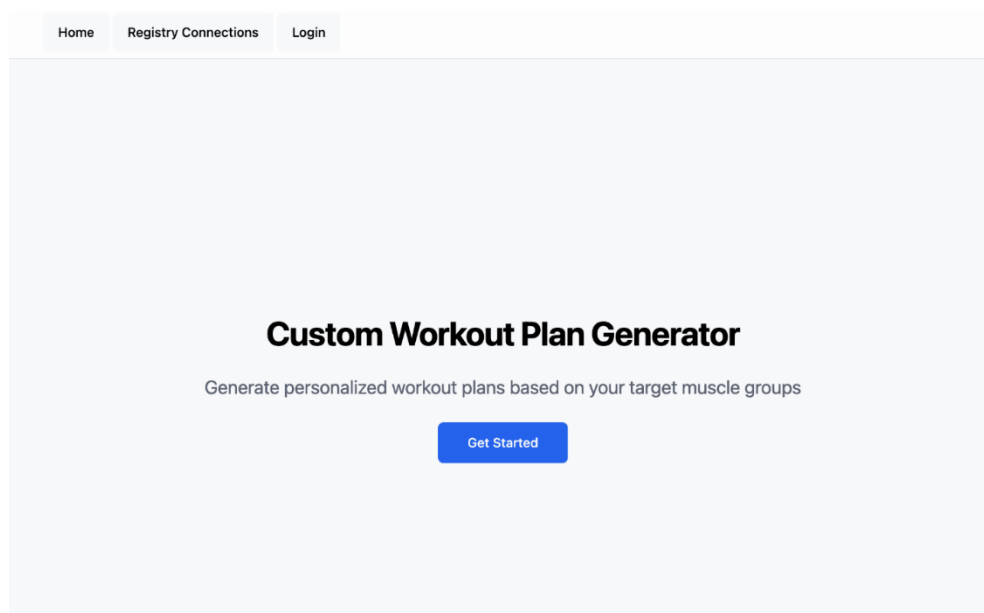 Home Registry Connections Login
Custom Workout Plan Generator
Generate personalized workout plans based on your target muscle groups
Get Started